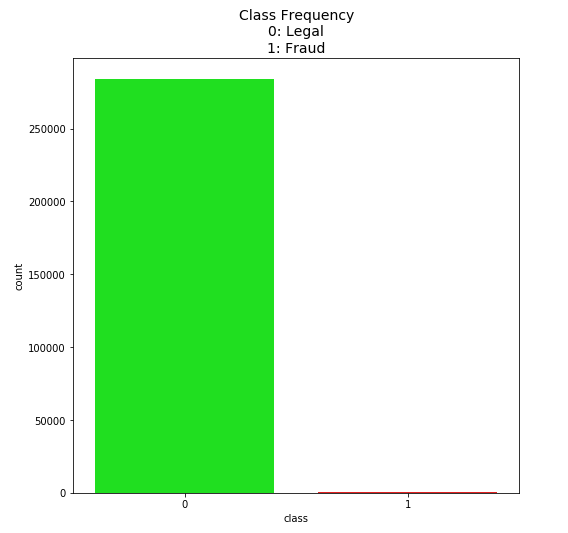 Class Frequency
0: Legal
1: Fraud
250000
200000
150000
100000
50000
0
count
0 1
class